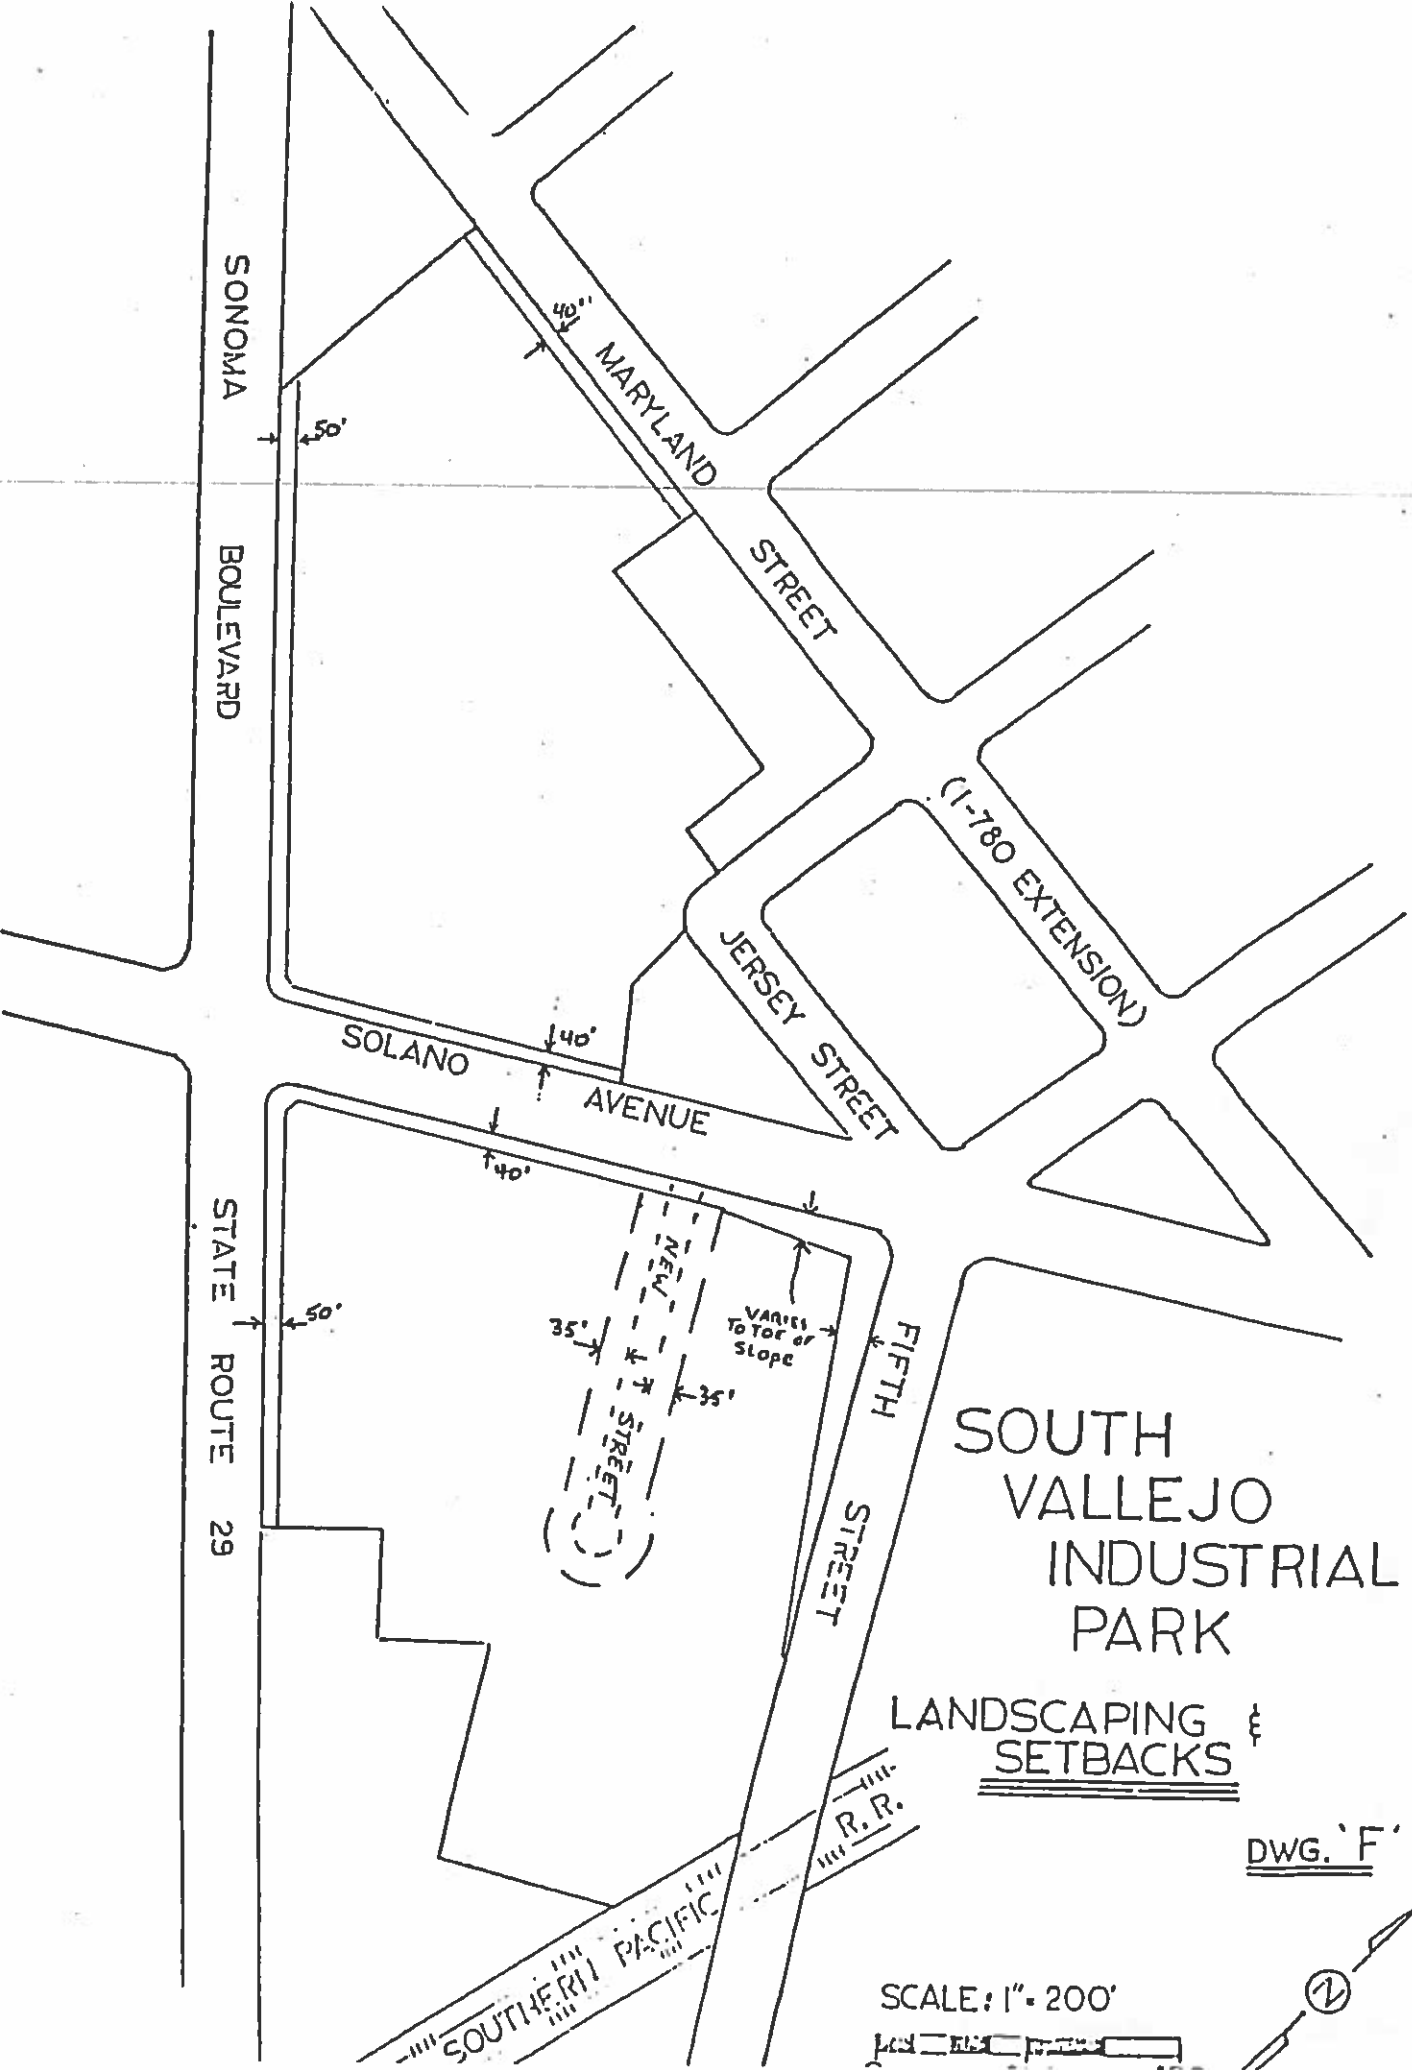 SONOMA
BOULEVARD
40"
MARYLAND
STREET
50'
(I-780 EXTENSION)
JERSEY STREET
40'
SOLANO
AVENUE
40'
STATE ROUTE 29
50'
NEW
STREET
35'
35'
VARIES
TO TOE OF
SLOPE
FIFTH
STREET
SOUTH
VALLEJO
INDUSTRIAL
PARK
LANDSCAPING &
SETBACKS
DWG. 'F'
R.R.
SOUTHERN PACIFIC
SCALE: 1"= 200'
N